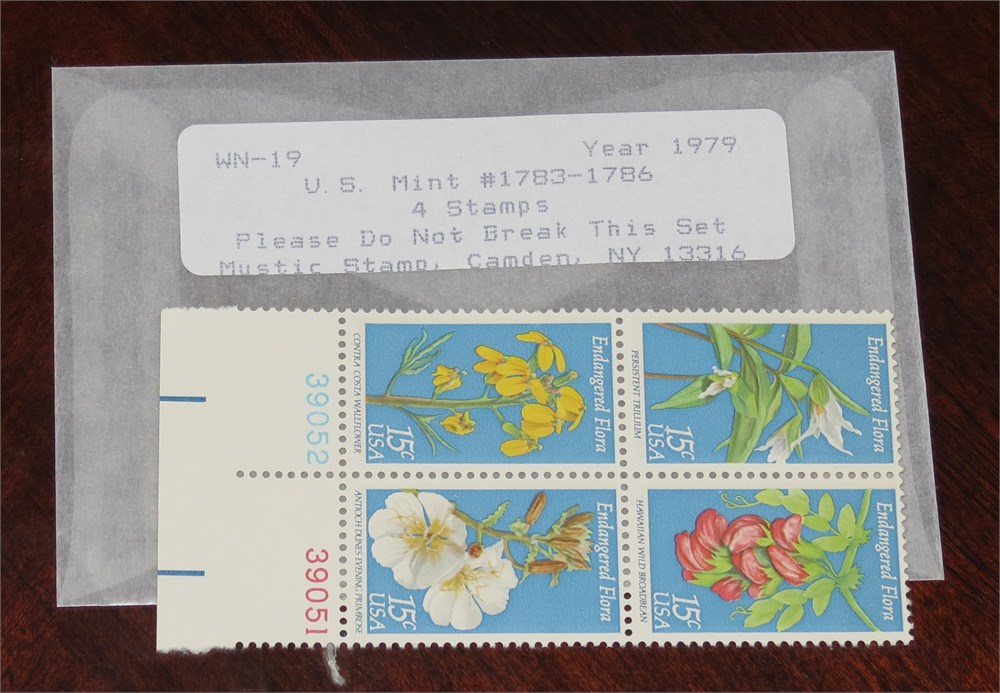 WN-19 Year 1979
U.S. Mint #1783-1786
4 Stamps
Please Do Not Break This Set
Mystic Stamp, Camden, NY 13316
39052
39051
CONTRA COSTA WALLFLOWER
15c
USA
Endangered Flora
PERSISTENT TRILLIUM
15c
USA
Endangered Flora
ANTIOCH DUNES EVENING PRIMROSE
15c
USA
Endangered Flora
HAWAIIAN WILD BROADBEAN
15c
USA
Endangered Flora